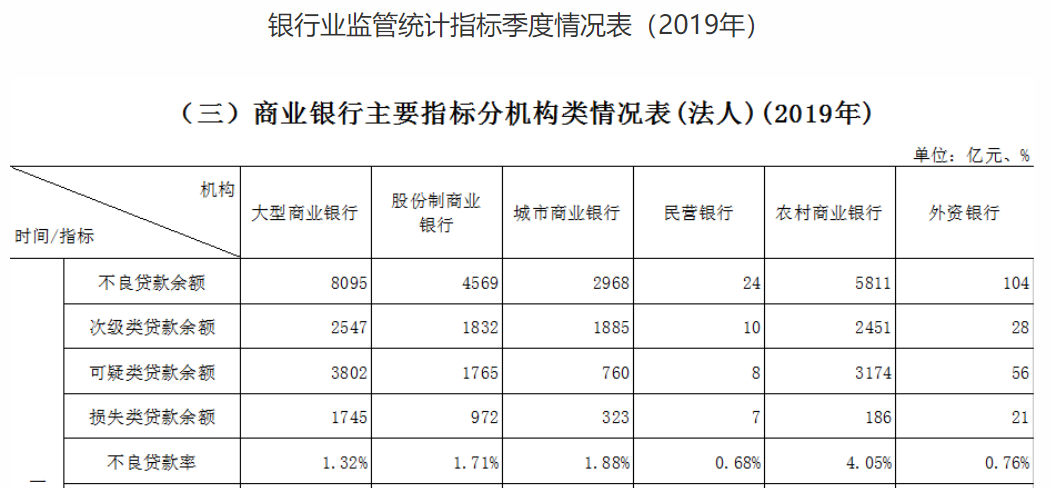 银行业监管统计指标季度情况表（2019年）
（三）商业银行主要指标分机构类情况表(法人)(2019年)
单位：亿元、%
机构
时间/指标
大型商业银行
股份制商业
银行
城市商业银行
民营银行
农村商业银行
外资银行
不良贷款余额 8095 4569 2968 24 5811 104
次级类贷款余额 2547 1832 1885 10 2451 28
可疑类贷款余额 3802 1765 760 8 3174 56
损失类贷款余额 1745 972 323 7 186 21
不良贷款率 1.32% 1.71% 1.88% 0.68% 4.05% 0.76%